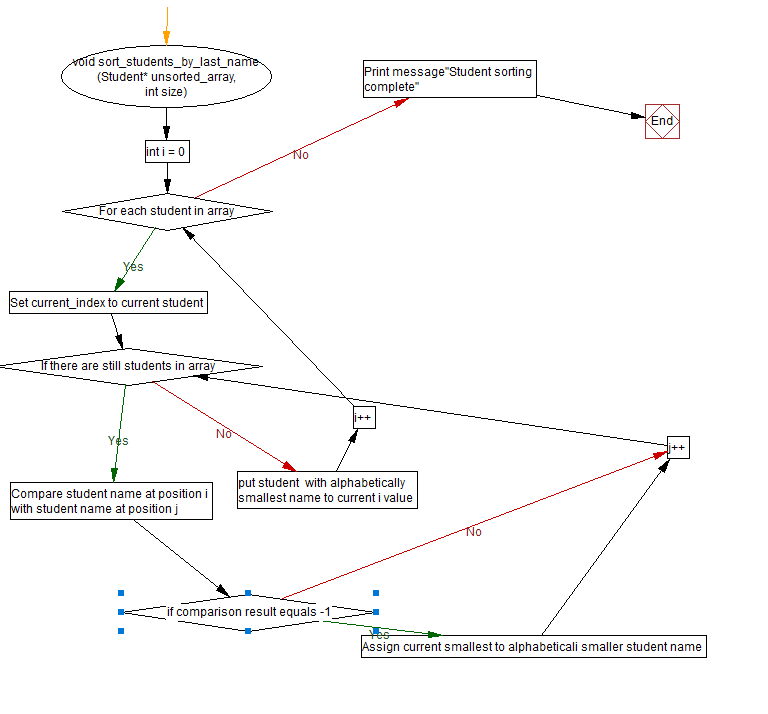 void sort_students_by_last_name
(Student* unsorted_array,
int size)
Print message"Student sorting
complete"
End
int i = 0
No
For each student in array
Yes
Set current_index to current student
If there are still students in array
i++
No
Yes
j++
put student with alphabetically
smallest name to current i value
Compare student name at position i
with student name at position j
No
if comparison result equals -1
Yes
Assign current smallest to alphabeticali smaller student name